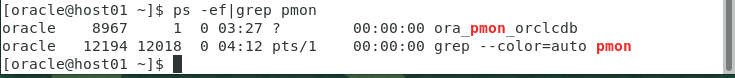 [oracle@host01 ~]$ ps -ef|grep pmon
oracle    8967     1  0 03:27 ?        00:00:00 ora_pmon_orclcdb
oracle   12194 12018  0 04:12 pts/1    00:00:00 grep --color=auto pmon
[oracle@host01 ~]$